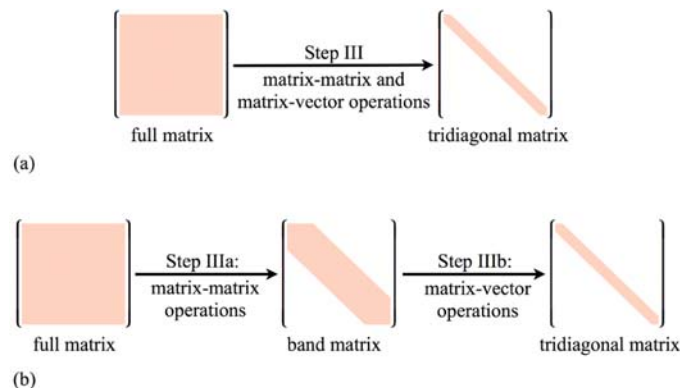 Step III
matrix-matrix and
matrix-vector operations
full matrix
tridiagonal matrix
(a)
Step IIIa:
matrix-matrix
operations
Step IIIb:
matrix-vector
operations
full matrix
band matrix
tridiagonal matrix
(b)